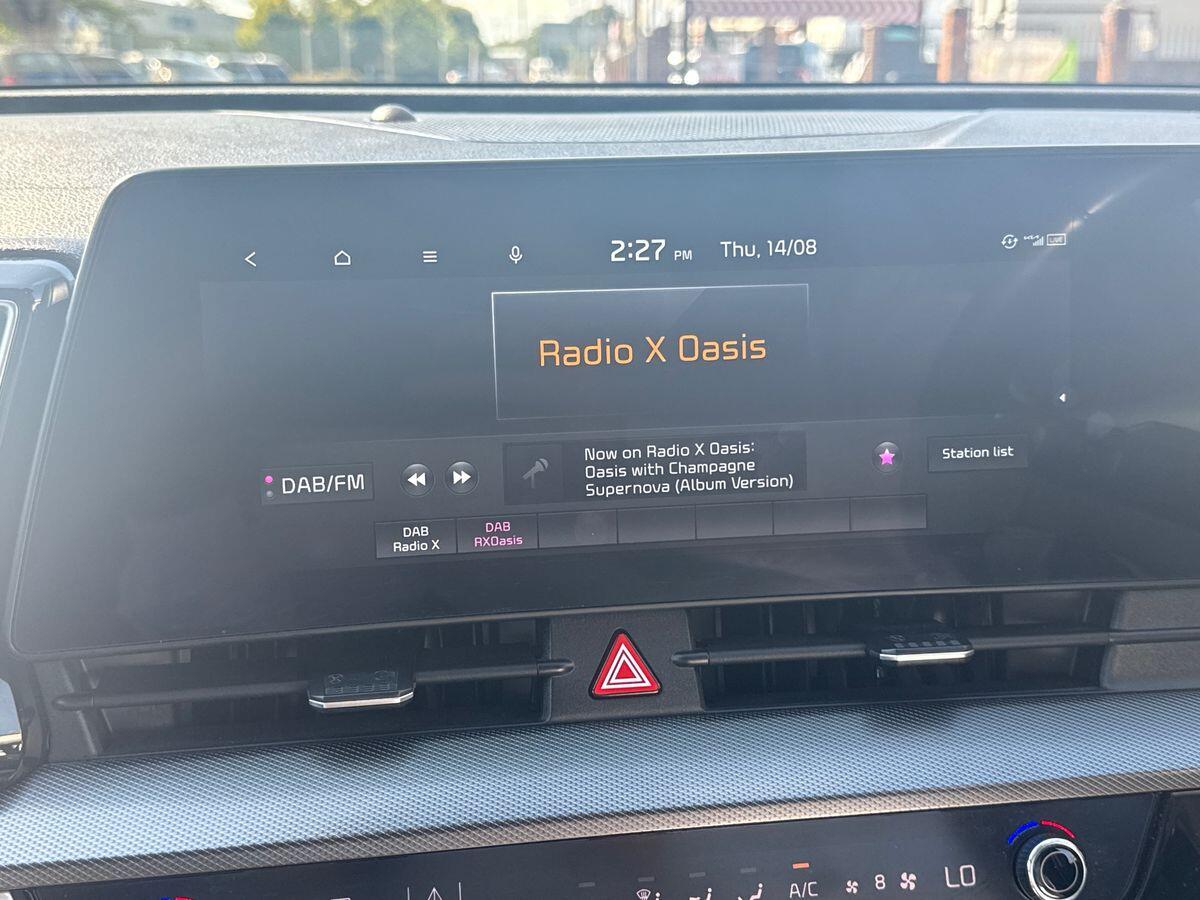 2:27 PM Thu, 14/08
LIVE
Radio X Oasis
Now on Radio X Oasis:
Oasis with Champagne
Supernova (Album Version)
DAB/FM
Station list
DAB
Radio X
DAB
RXOasis
A/C 8 LO